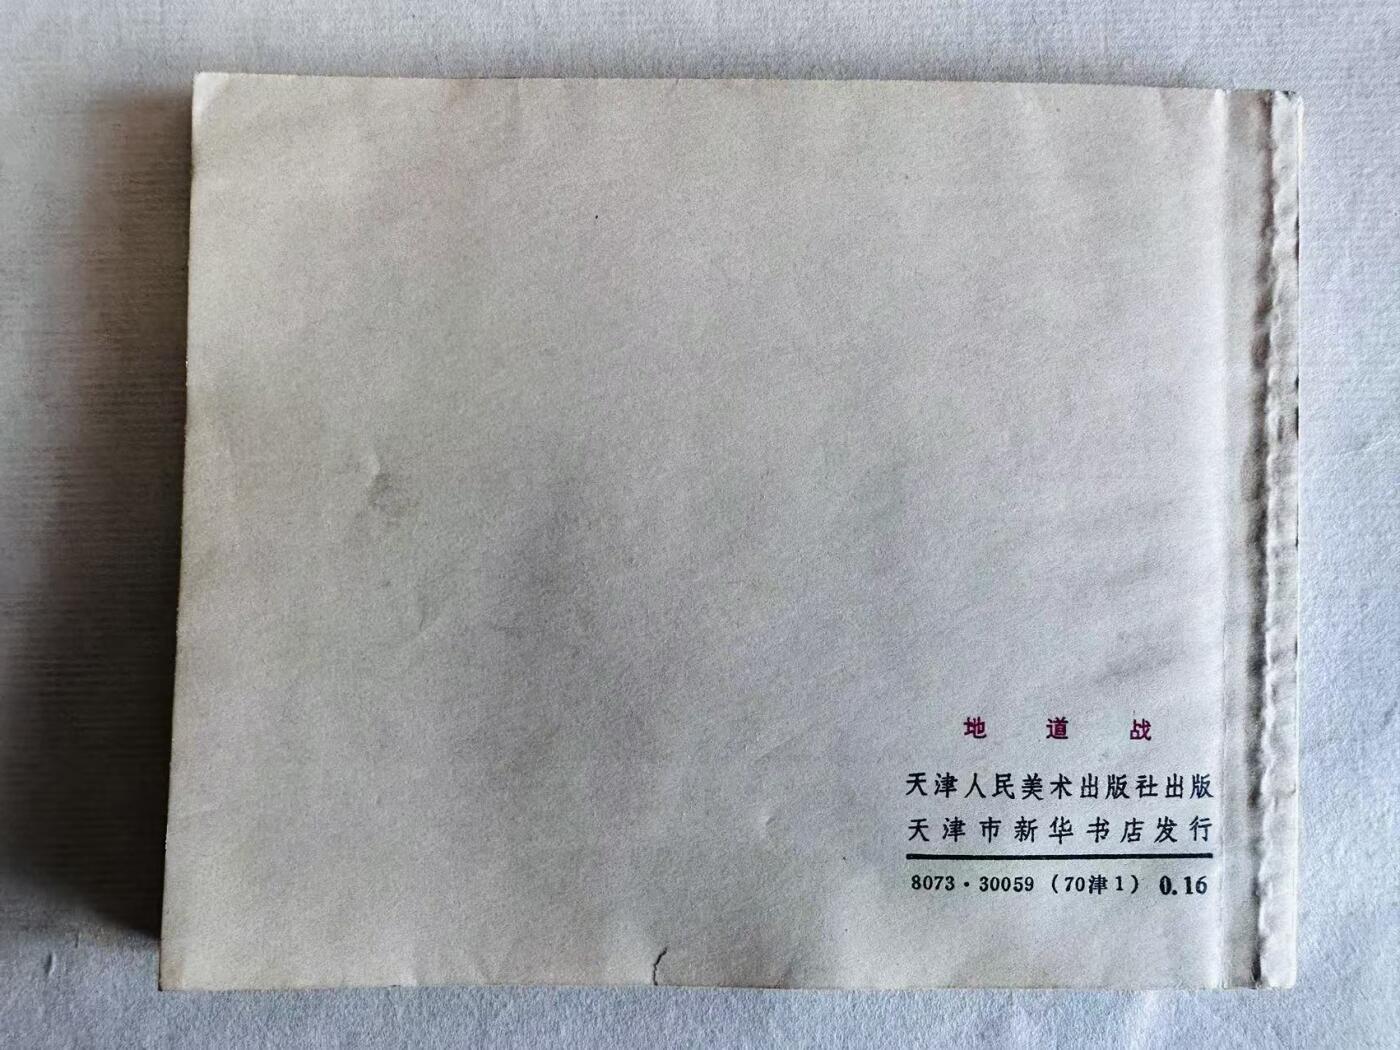 地道战
天津人民美术出版社出版
天津市新华书店发行
8073·30059（70津1）0.16